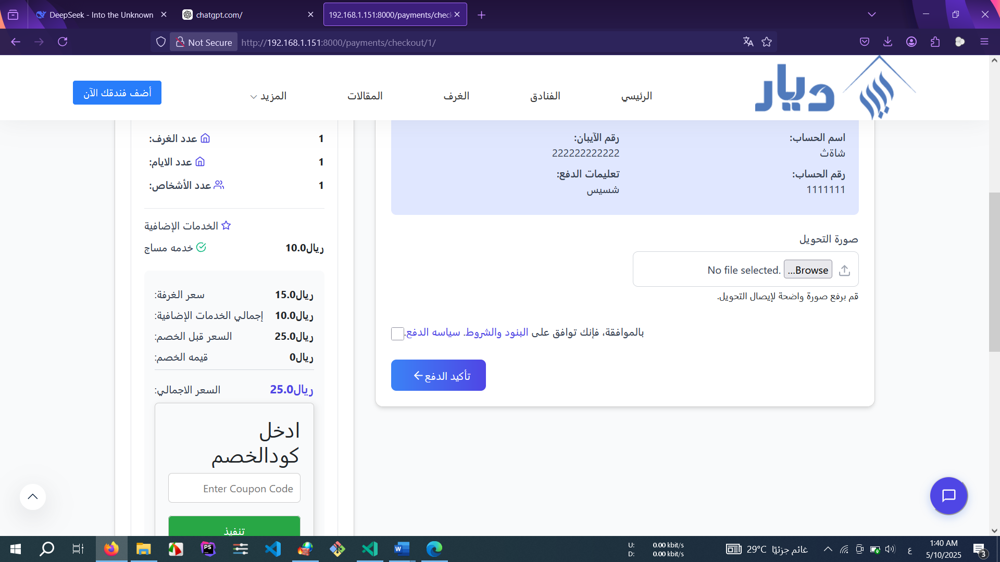 DeepSeek - Into the Unknown
chatgpt.com/
192.168.1.151:8000/payments/chec
Not Secure
http://192.168.1.151:8000/payments/checkout/1/
ديار
الرئيسي
الفنادق
الغرف
المقالات
المزيد
أضف فندقك الآن
اسم الحساب:
شاةث
رقم الآيبان:
222222222222
رقم الحساب:
1111111
تعليمات الدفع:
شسيس
صورة التحويل
Browse...
No file selected.
قم برفع صورة واضحة لإيصال التحويل.
بالموافقة، فإنك توافق على البنود والشروط. سياسه الدفع.
تأكيد الدفع
عدد الغرف: 1
عدد الايام: 1
عدد الأشخاص: 1
الخدمات الإضافية
خدمه مساج ريال10.0
سعر الغرفة: ريال15.0
إجمالي الخدمات الإضافية: ريال10.0
السعر قبل الخصم: ريال25.0
قيمه الخصم: ريال0
السعر الاجمالي: ريال25.0
ادخل
كودالخصم
Enter Coupon Code
تنفيذ
U: 0.00 kbit/s
D: 0.00 kbit/s
29°C غائم جزئيًا
ع
1:40 AM
5/10/2025
3
PS
W